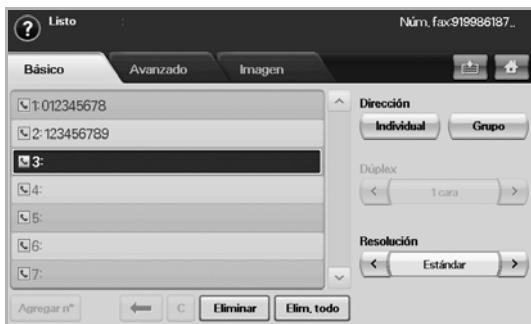 ? Listo : Núm. fax:919986187...
Básico Avanzado Imagen
1: 012345678
2: 123456789
3:
4:
5:
6:
7:
Dirección
Individual Grupo
Dúplex
< 1 cara >
Resolución
< Estándar >
Agregar nº C Eliminar Elim. todo